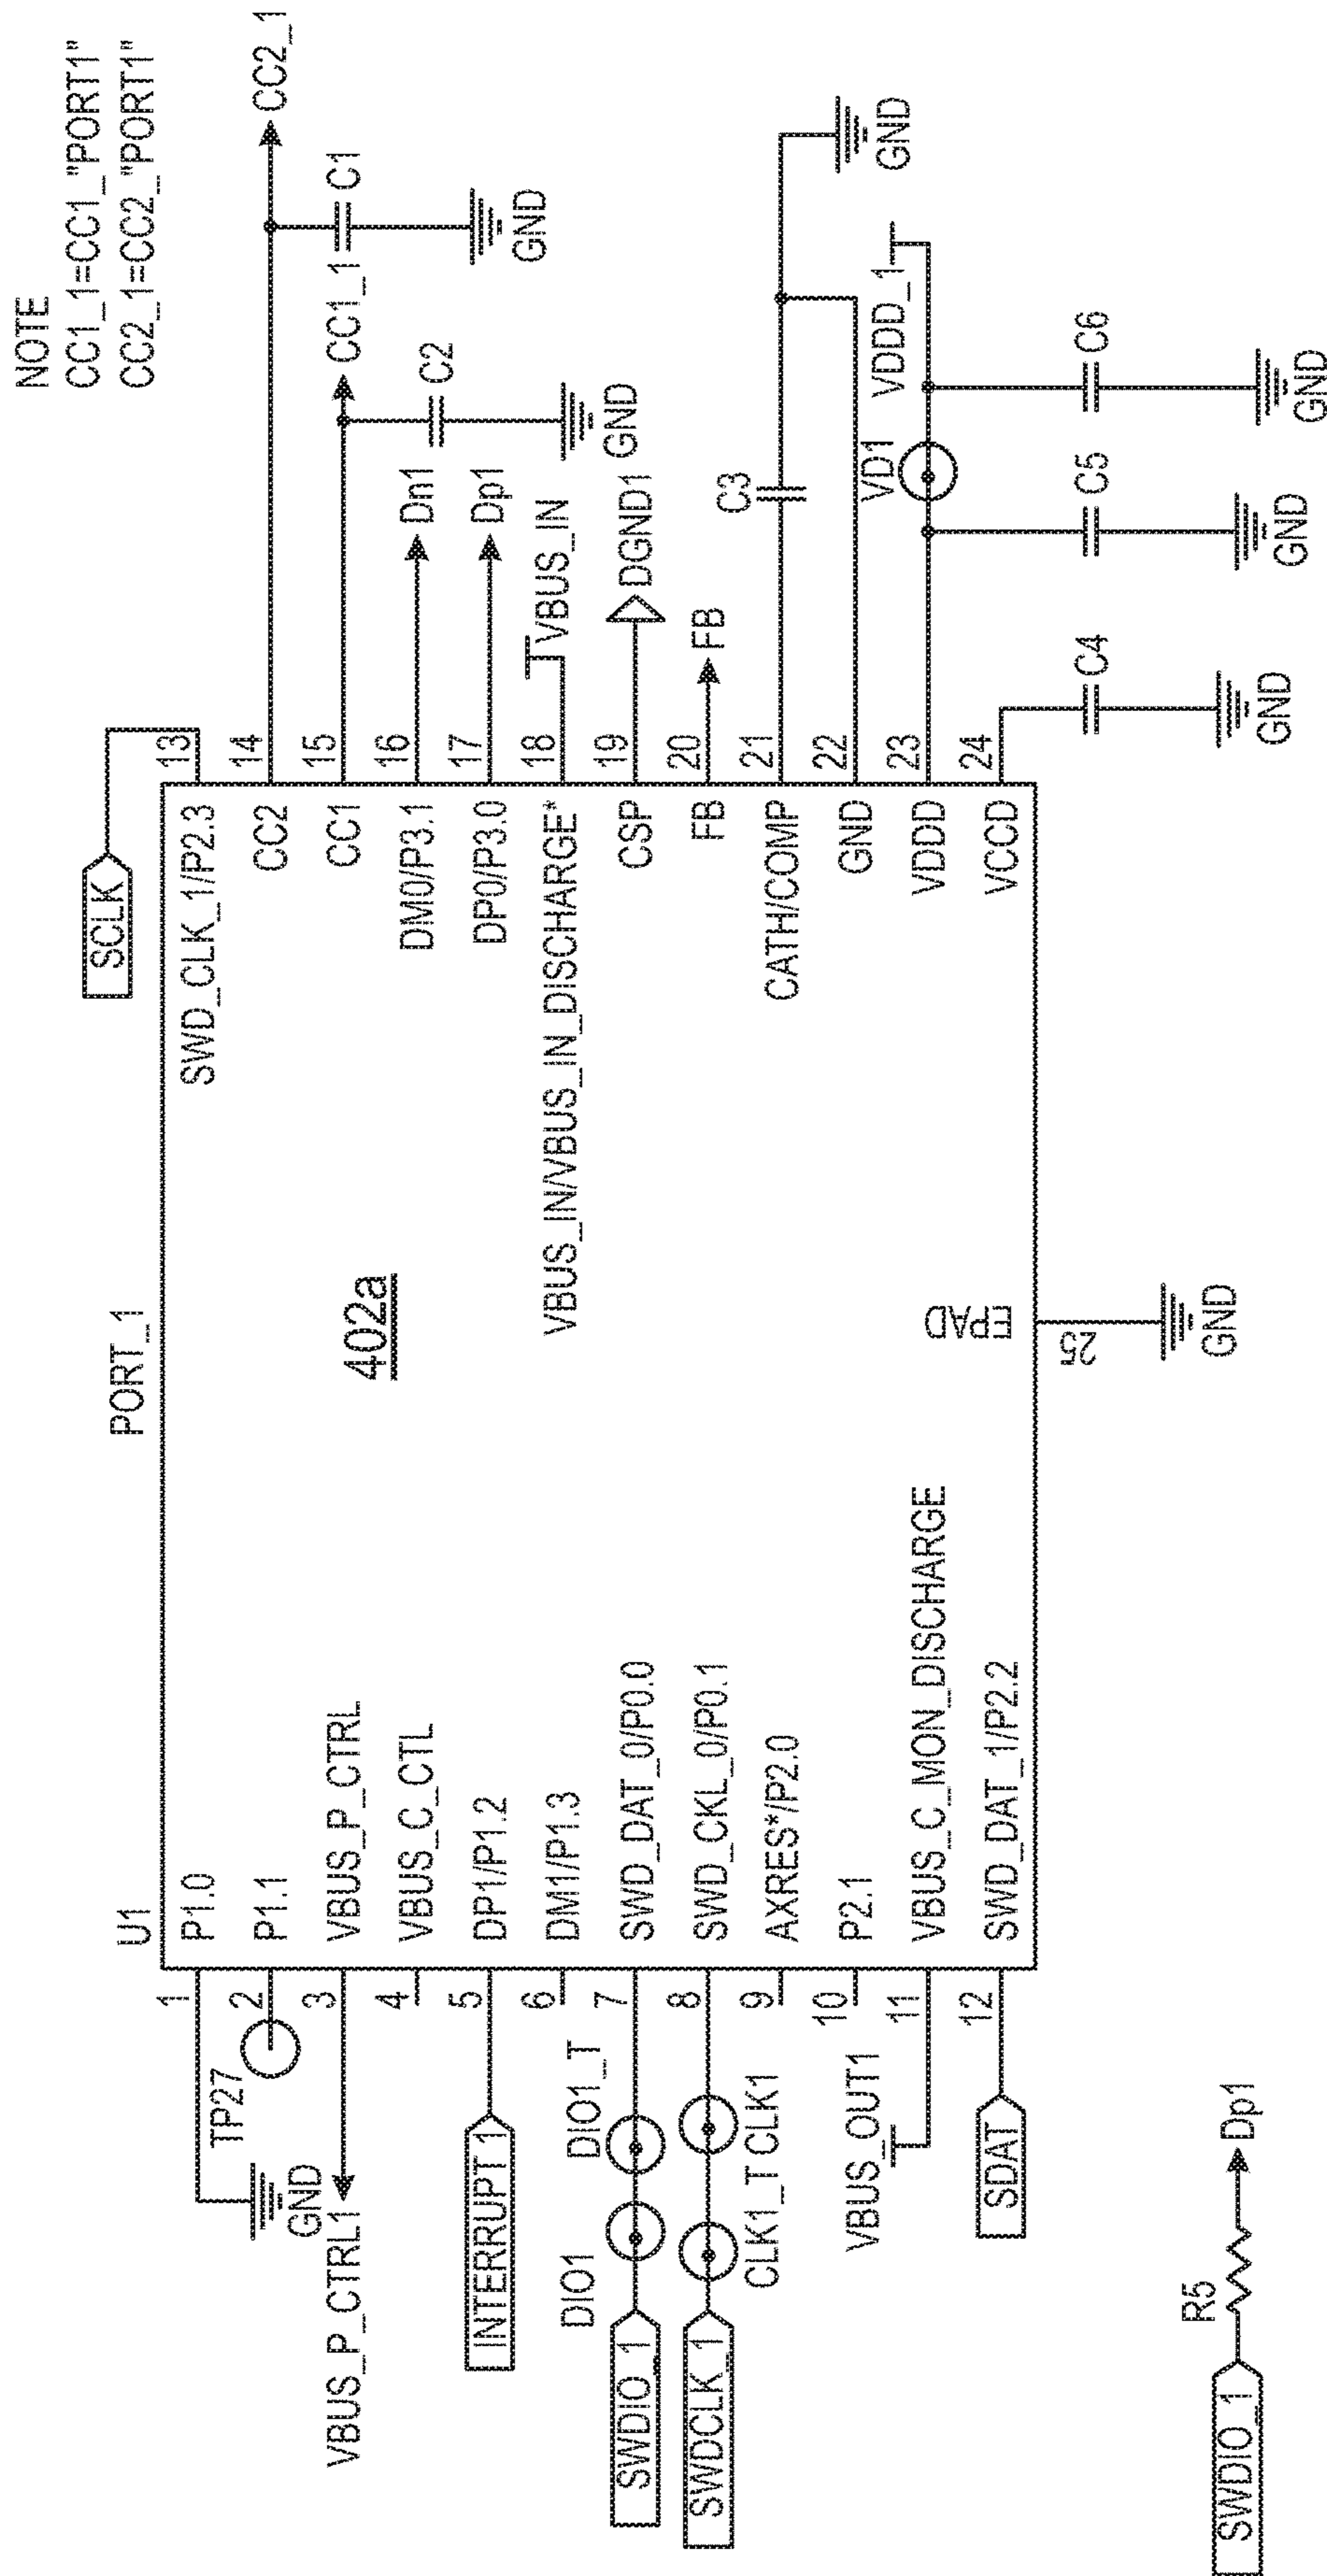 NOTE
CC1_1=CC1_"PORT1"
CC2_1=CC2_"PORT1"
PORT_1
U1
402a
1 P1.0
GND
2 P1.1
TP27
3 VBUS_P_CTRL
VBUS_P_CTRL1
4 VBUS_C_CTL
5 DP1/P1.2
INTERRUPT 1
6 DM1/P1.3
7 SWD_DAT_0/P0.0
DIO1_T
DIO1
SWDIO_1
8 SWD_CKL_0/P0.1
CLK1_T CLK1
SWDCLK_1
9 AXRES*/P2.0
10 P2.1
11 VBUS_C_MON_DISCHARGE
VBUS_OUT1
12 SWD_DAT_1/P2.2
SDAT
SCLK
SWD_CLK_1/P2.3 13
CC2 14
CC2_1
C1
GND
CC1 15
CC1_1
C2
GND
DM0/P3.1 16
Dn1
DP0/P3.0 17
Dp1
VBUS_IN/VBUS_IN_DISCHARGE* 18
VBUS_IN
CSP 19
DGND1
FB 20
FB
CATH/COMP 21
C3
GND
GND 22
VDDD 23
VD1
VDDD_1
C5
GND
C6
GND
VCCD 24
C4
GND
EPAD
25
GND
SWDIO_1
R5
Dp1